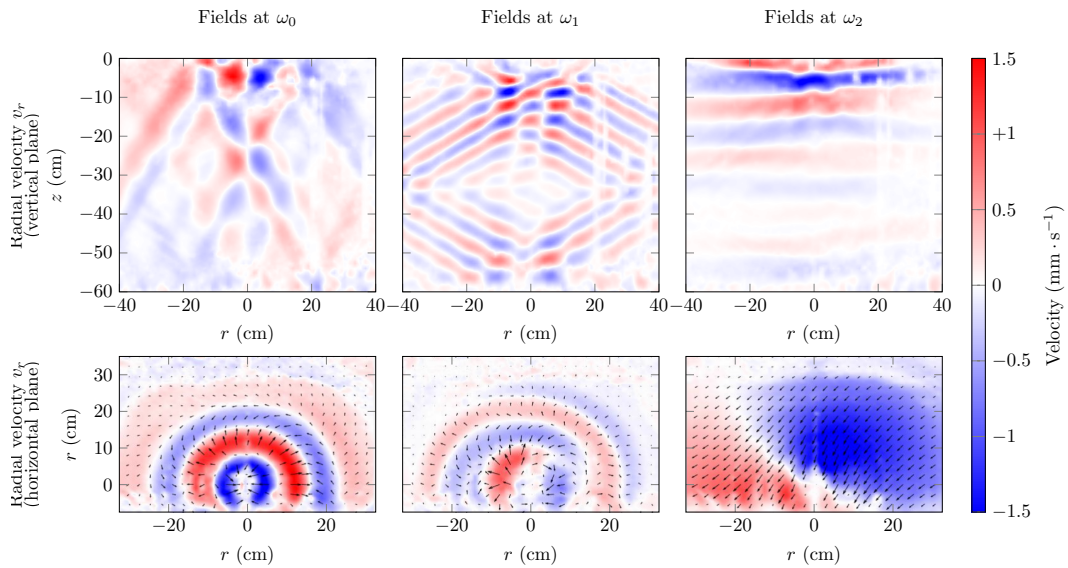 Fields at ω₀ Fields at ω₁ Fields at ω₂
Radial velocity vᵣ
(vertical plane)
z (cm)
0
−10
−20
−30
−40
−50
−60
−40 −20 0 20 40
−40 −20 0 20 40
−40 −20 0 20 40
r (cm) r (cm) r (cm)
Radial velocity vᵣ
(horizontal plane)
r (cm)
30
20
10
0
−20 0 20
−20 0 20
−20 0 20
r (cm) r (cm) r (cm)
1.5
+1
0.5
0
−0.5
−1
−1.5
Velocity (mm · s⁻¹)